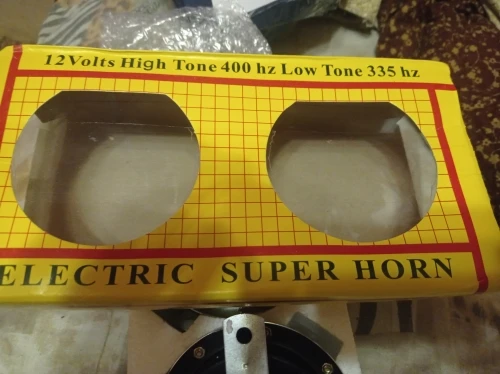 12Volts High Tone 400 hz Low Tone 335 hz
ELECTRIC SUPER HORN